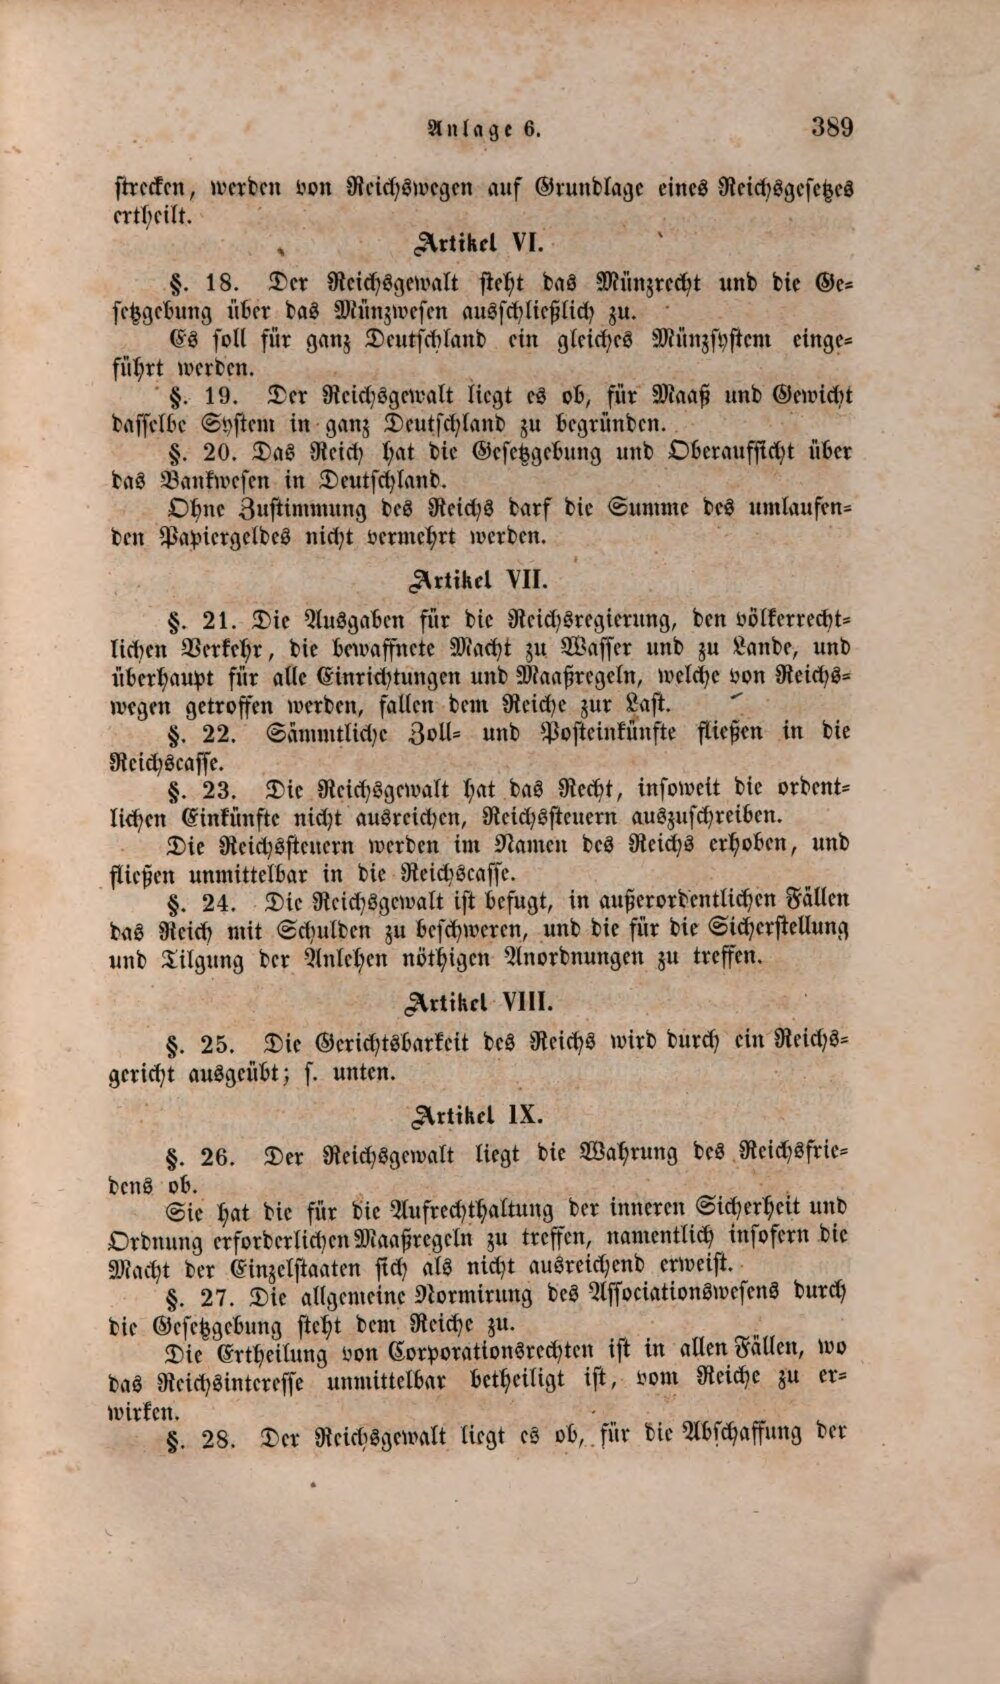 Anlage 6. 389
strecken, werden von Reichswegen auf Grundlage eines Reichsgesetzes
ertheilt.
Artikel VI.
§. 18. Der Reichsgewalt steht das Münzrecht und die Ge=
setzgebung über das Münzwesen ausschließlich zu.
Es soll für ganz Deutschland ein gleiches Münzsystem einge=
führt werden.
§. 19. Der Reichsgewalt liegt es ob, für Maaß und Gewicht
dasselbe System in ganz Deutschland zu begründen.
§. 20. Das Reich hat die Gesetzgebung und Oberaufsicht über
das Bankwesen in Deutschland.
Ohne Zustimmung des Reichs darf die Summe des umlaufen=
den Papiergeldes nicht vermehrt werden.
Artikel VII.
§. 21. Die Ausgaben für die Reichsregierung, den völkerrecht=
lichen Verkehr, die bewaffnete Macht zu Wasser und zu Lande, und
überhaupt für alle Einrichtungen und Maaßregeln, welche von Reichs=
wegen getroffen werden, fallen dem Reiche zur Last.
§. 22. Sämmtliche Zoll= und Posteinkünfte fließen in die
Reichscasse.
§. 23. Die Reichsgewalt hat das Recht, insoweit die ordent=
lichen Einkünfte nicht ausreichen, Reichssteuern auszuschreiben.
Die Reichssteuern werden im Namen des Reichs erhoben, und
fließen unmittelbar in die Reichscasse.
§. 24. Die Reichsgewalt ist befugt, in außerordentlichen Fällen
das Reich mit Schulden zu beschweren, und die für die Sicherstellung
und Tilgung der Anlehen nöthigen Anordnungen zu treffen.
Artikel VIII.
§. 25. Die Gerichtsbarkeit des Reichs wird durch ein Reichs=
gericht ausgeübt; s. unten.
Artikel IX.
§. 26. Der Reichsgewalt liegt die Wahrung des Reichsfrie=
dens ob.
Sie hat die für die Aufrechthaltung der inneren Sicherheit und
Ordnung erforderlichen Maaßregeln zu treffen, namentlich insofern die
Macht der Einzelstaaten sich als nicht ausreichend erweist.
§. 27. Die allgemeine Normirung des Associationswesens durch
die Gesetzgebung steht dem Reiche zu.
Die Ertheilung von Corporationsrechten ist in allen Fällen, wo
das Reichsinteresse unmittelbar betheiligt ist, vom Reiche zu er=
wirken.
§. 28. Der Reichsgewalt liegt es ob, für die Abschaffung der